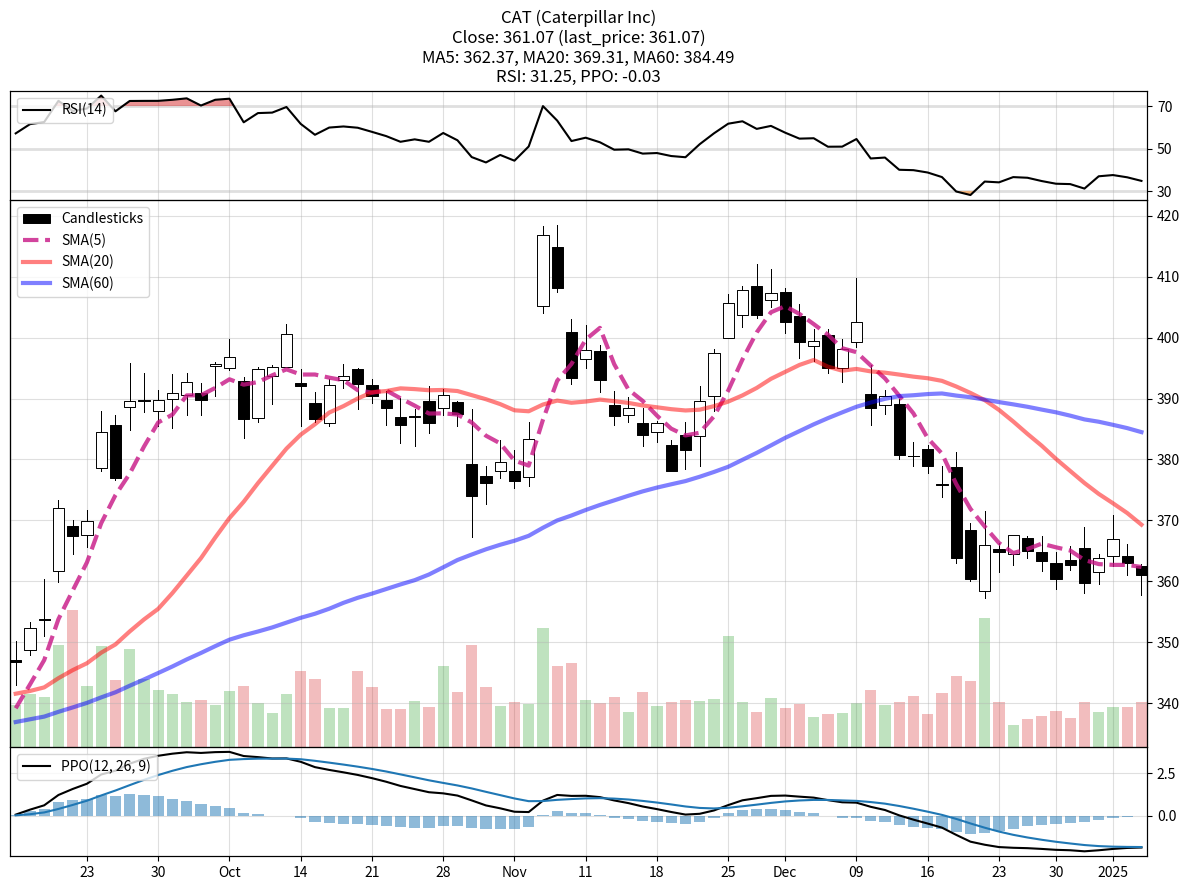 CAT (Caterpillar Inc)
Close: 361.07 (last_price: 361.07)
MA5: 362.37, MA20: 369.31, MA60: 384.49
RSI: 31.25, PPO: -0.03
RSI(14)
70
50
30
Candlesticks
SMA(5)
SMA(20)
SMA(60)
420
410
400
390
380
370
360
350
340
PPO(12, 26, 9)
2.5
0.0
23 30 Oct 14 21 28 Nov 11 18 25 Dec 09 16 23 30 2025